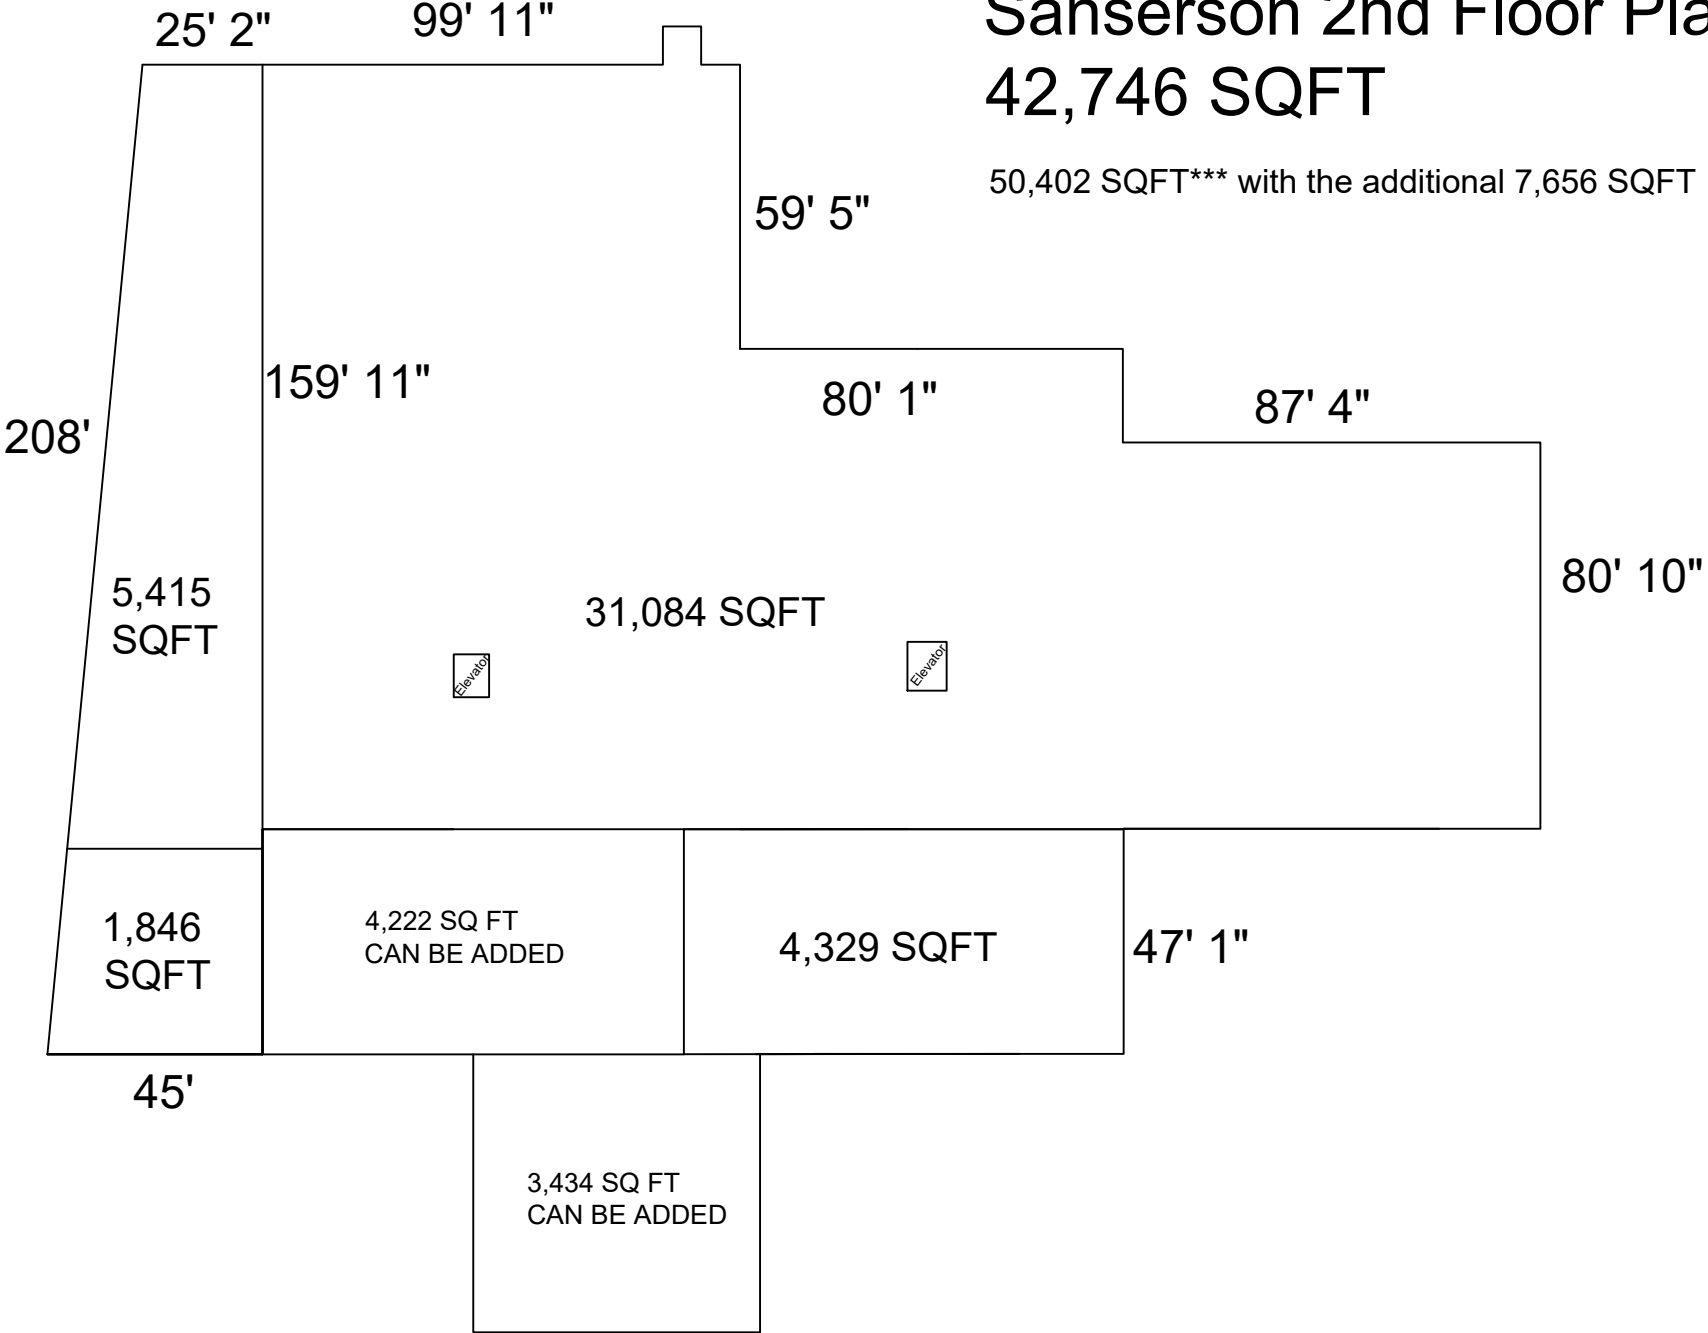 Sanserson 2nd Floor
42,746 SQFT
50,402 SQFT*** with the additional 7,656 SQFT
25' 2"
99' 11"
59' 5"
159' 11"
80' 1"
87' 4"
208'
80' 10"
5,415
SQFT
31,084 SQFT
Elevator
Elevator
1,846
SQFT
4,222 SQ FT
CAN BE ADDED
4,329 SQFT
47' 1"
45'
3,434 SQ FT
CAN BE ADDED